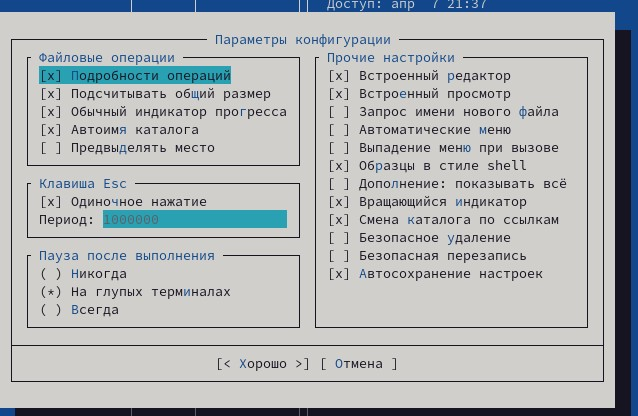 Доступ: апр  7 21:37
Параметры конфигурации
Файловые операции
[x] Подробности операций
[x] Подсчитывать общий размер
[x] Обычный индикатор прогресса
[x] Автоимя каталога
[ ] Предвыделять место
Клавиша Esc
[x] Одиночное нажатие
Период: 1000000
Пауза после выполнения
( ) Никогда
(*) На глупых терминалах
( ) Всегда
Прочие настройки
[x] Встроенный редактор
[x] Встроенный просмотр
[ ] Запрос имени нового файла
[ ] Автоматические меню
[ ] Выпадение меню при вызове
[x] Образцы в стиле shell
[ ] Дополнение: показывать всё
[x] Вращающийся индикатор
[x] Смена каталога по ссылкам
[ ] Безопасное удаление
[ ] Безопасная перезапись
[x] Автосохранение настроек
[< Хорошо >] [ Отмена ]